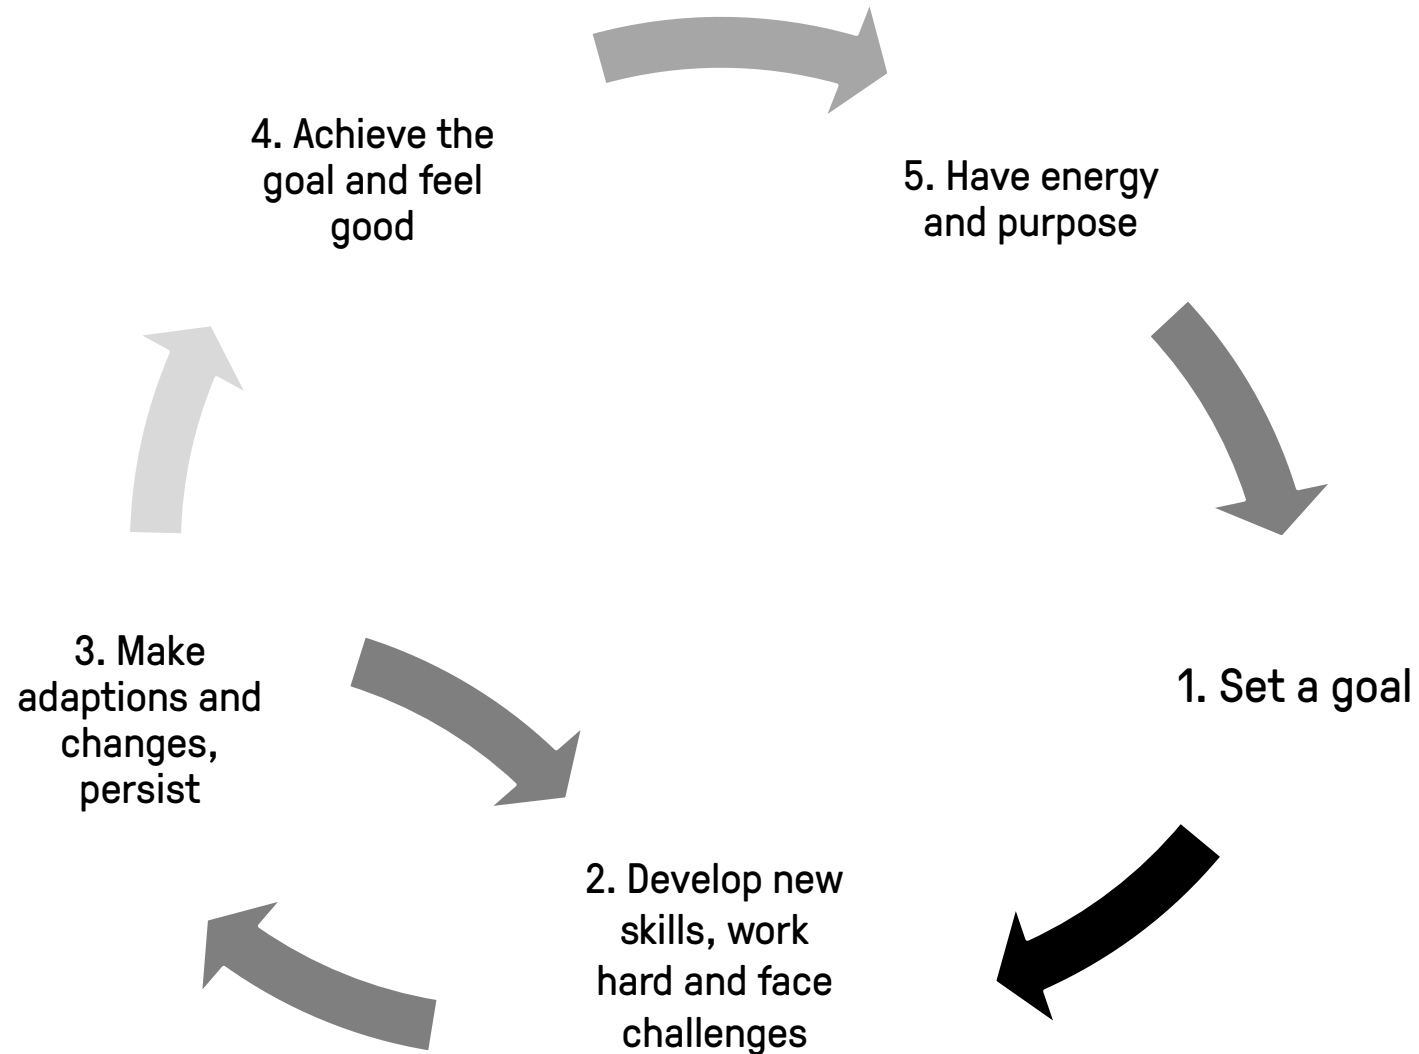 4. Achieve the
goal and feel
good
5. Have energy
and purpose
3. Make
adaptions and
changes,
persist
1. Set a goal
2. Develop new
skills, work
hard and face
challenges